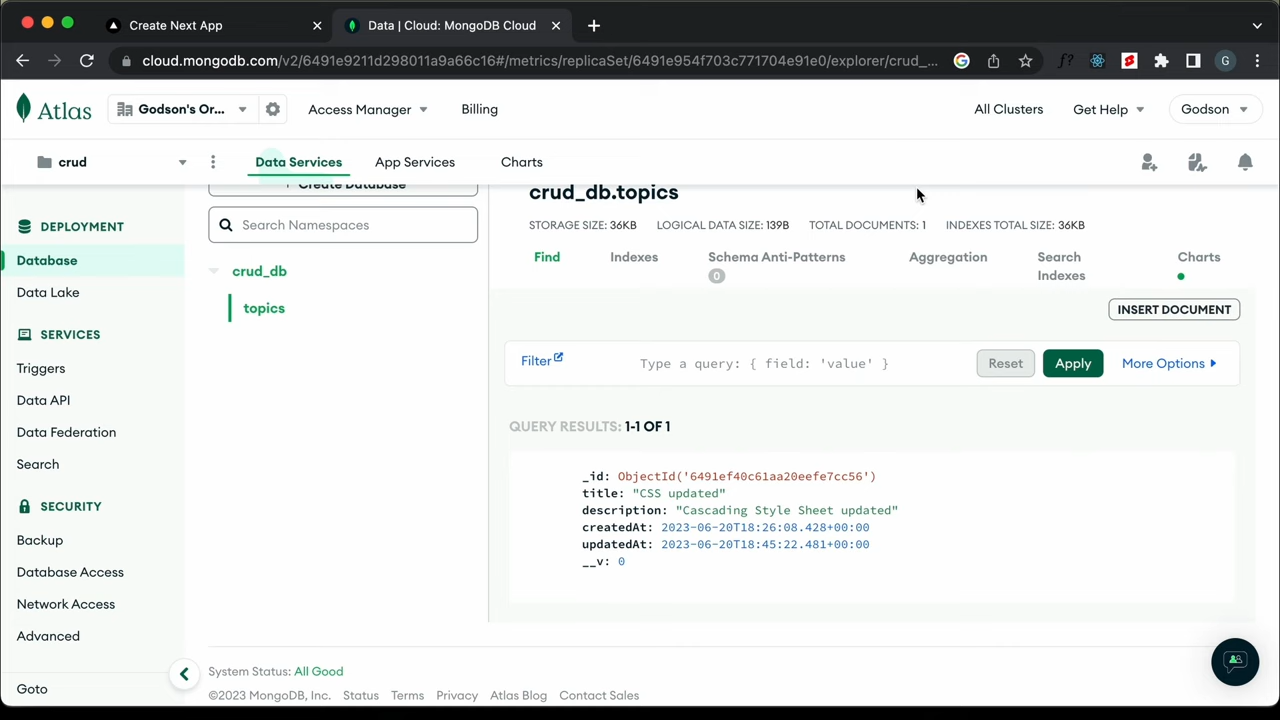 Create Next App
Data | Cloud: MongoDB Cloud
cloud.mongodb.com/v2/6491e9211d298011a9a66c16#/metrics/replicaSet/6491e954f703c771704e91e0/explorer/crud_...
f?
G
Atlas
Godson's Or...
Access Manager
Billing
All Clusters
Get Help
Godson
crud
Data Services
App Services
Charts
+ Create Database
crud_db.topics
Search Namespaces
STORAGE SIZE: 36KB LOGICAL DATA SIZE: 139B TOTAL DOCUMENTS: 1 INDEXES TOTAL SIZE: 36KB
DEPLOYMENT
Database
Data Lake
SERVICES
Triggers
Data API
Data Federation
Search
SECURITY
Backup
Database Access
Network Access
Advanced
Goto
crud_db
topics
Find
Indexes
Schema Anti-Patterns
0
Aggregation
Search
Indexes
Charts
INSERT DOCUMENT
Filter
Type a query: { field: 'value' }
Reset
Apply
More Options
QUERY RESULTS: 1-1 OF 1
_id: ObjectId('6491ef40c61aa20eefe7cc56')
title: "CSS updated"
description: "Cascading Style Sheet updated"
createdAt: 2023-06-20T18:26:08.428+00:00
updatedAt: 2023-06-20T18:45:22.481+00:00
__v: 0
System Status: All Good
©2023 MongoDB, Inc. Status Terms Privacy Atlas Blog Contact Sales